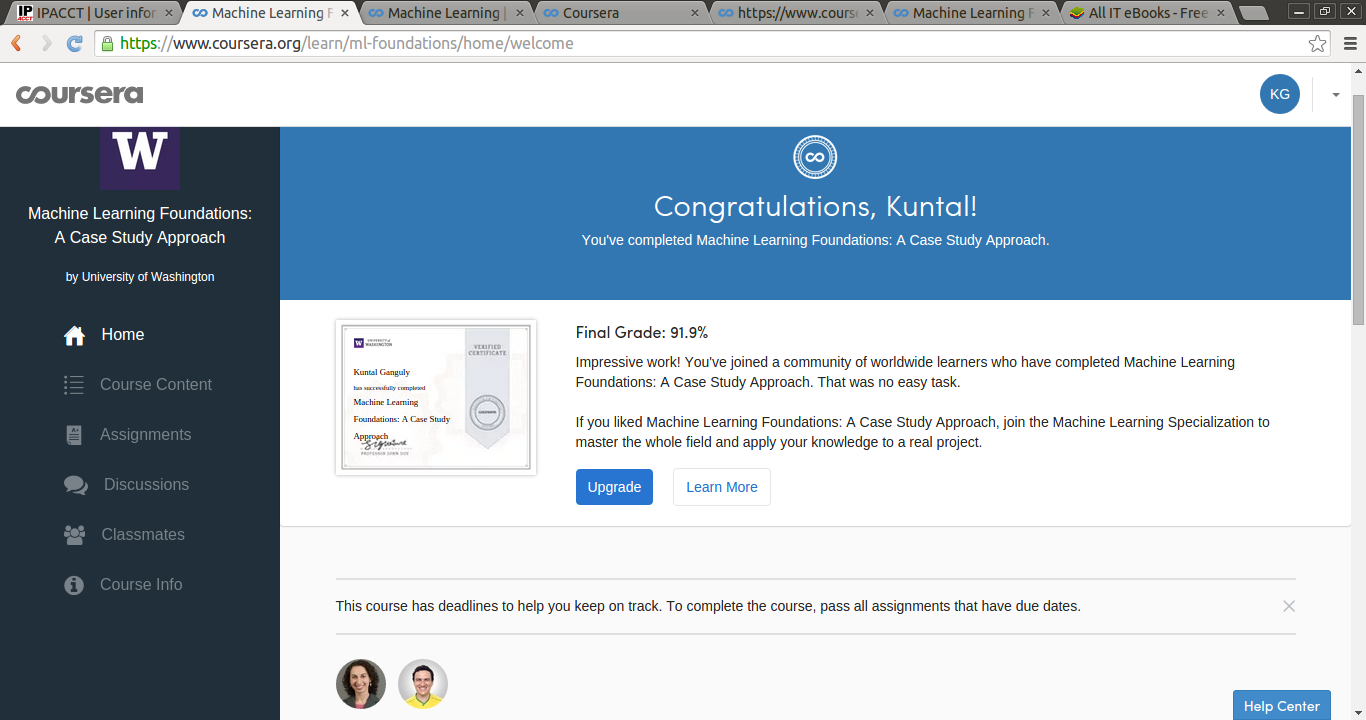 IPACCT | User infor
Machine Learning F
Machine Learning |
Coursera
https://www.cours
Machine Learning F
All IT eBooks - Free
https://www.coursera.org/learn/ml-foundations/home/welcome
coursera
KG
W
Machine Learning Foundations:
A Case Study Approach
by University of Washington
Home
Course Content
Assignments
Discussions
Classmates
Course Info
Congratulations, Kuntal!
You've completed Machine Learning Foundations: A Case Study Approach.
W UNIVERSITY of
WASHINGTON
VERIFIED
CERTIFICATE
Kuntal Ganguly
has successfully completed
Machine Learning
Foundations: A Case Study
Approach
Signature
PROFESSOR JOHN DOE
coursera
Final Grade: 91.9%
Impressive work! You've joined a community of worldwide learners who have completed Machine Learning
Foundations: A Case Study Approach. That was no easy task.
If you liked Machine Learning Foundations: A Case Study Approach, join the Machine Learning Specialization to
master the whole field and apply your knowledge to a real project.
Upgrade
Learn More
This course has deadlines to help you keep on track. To complete the course, pass all assignments that have due dates.
Help Center